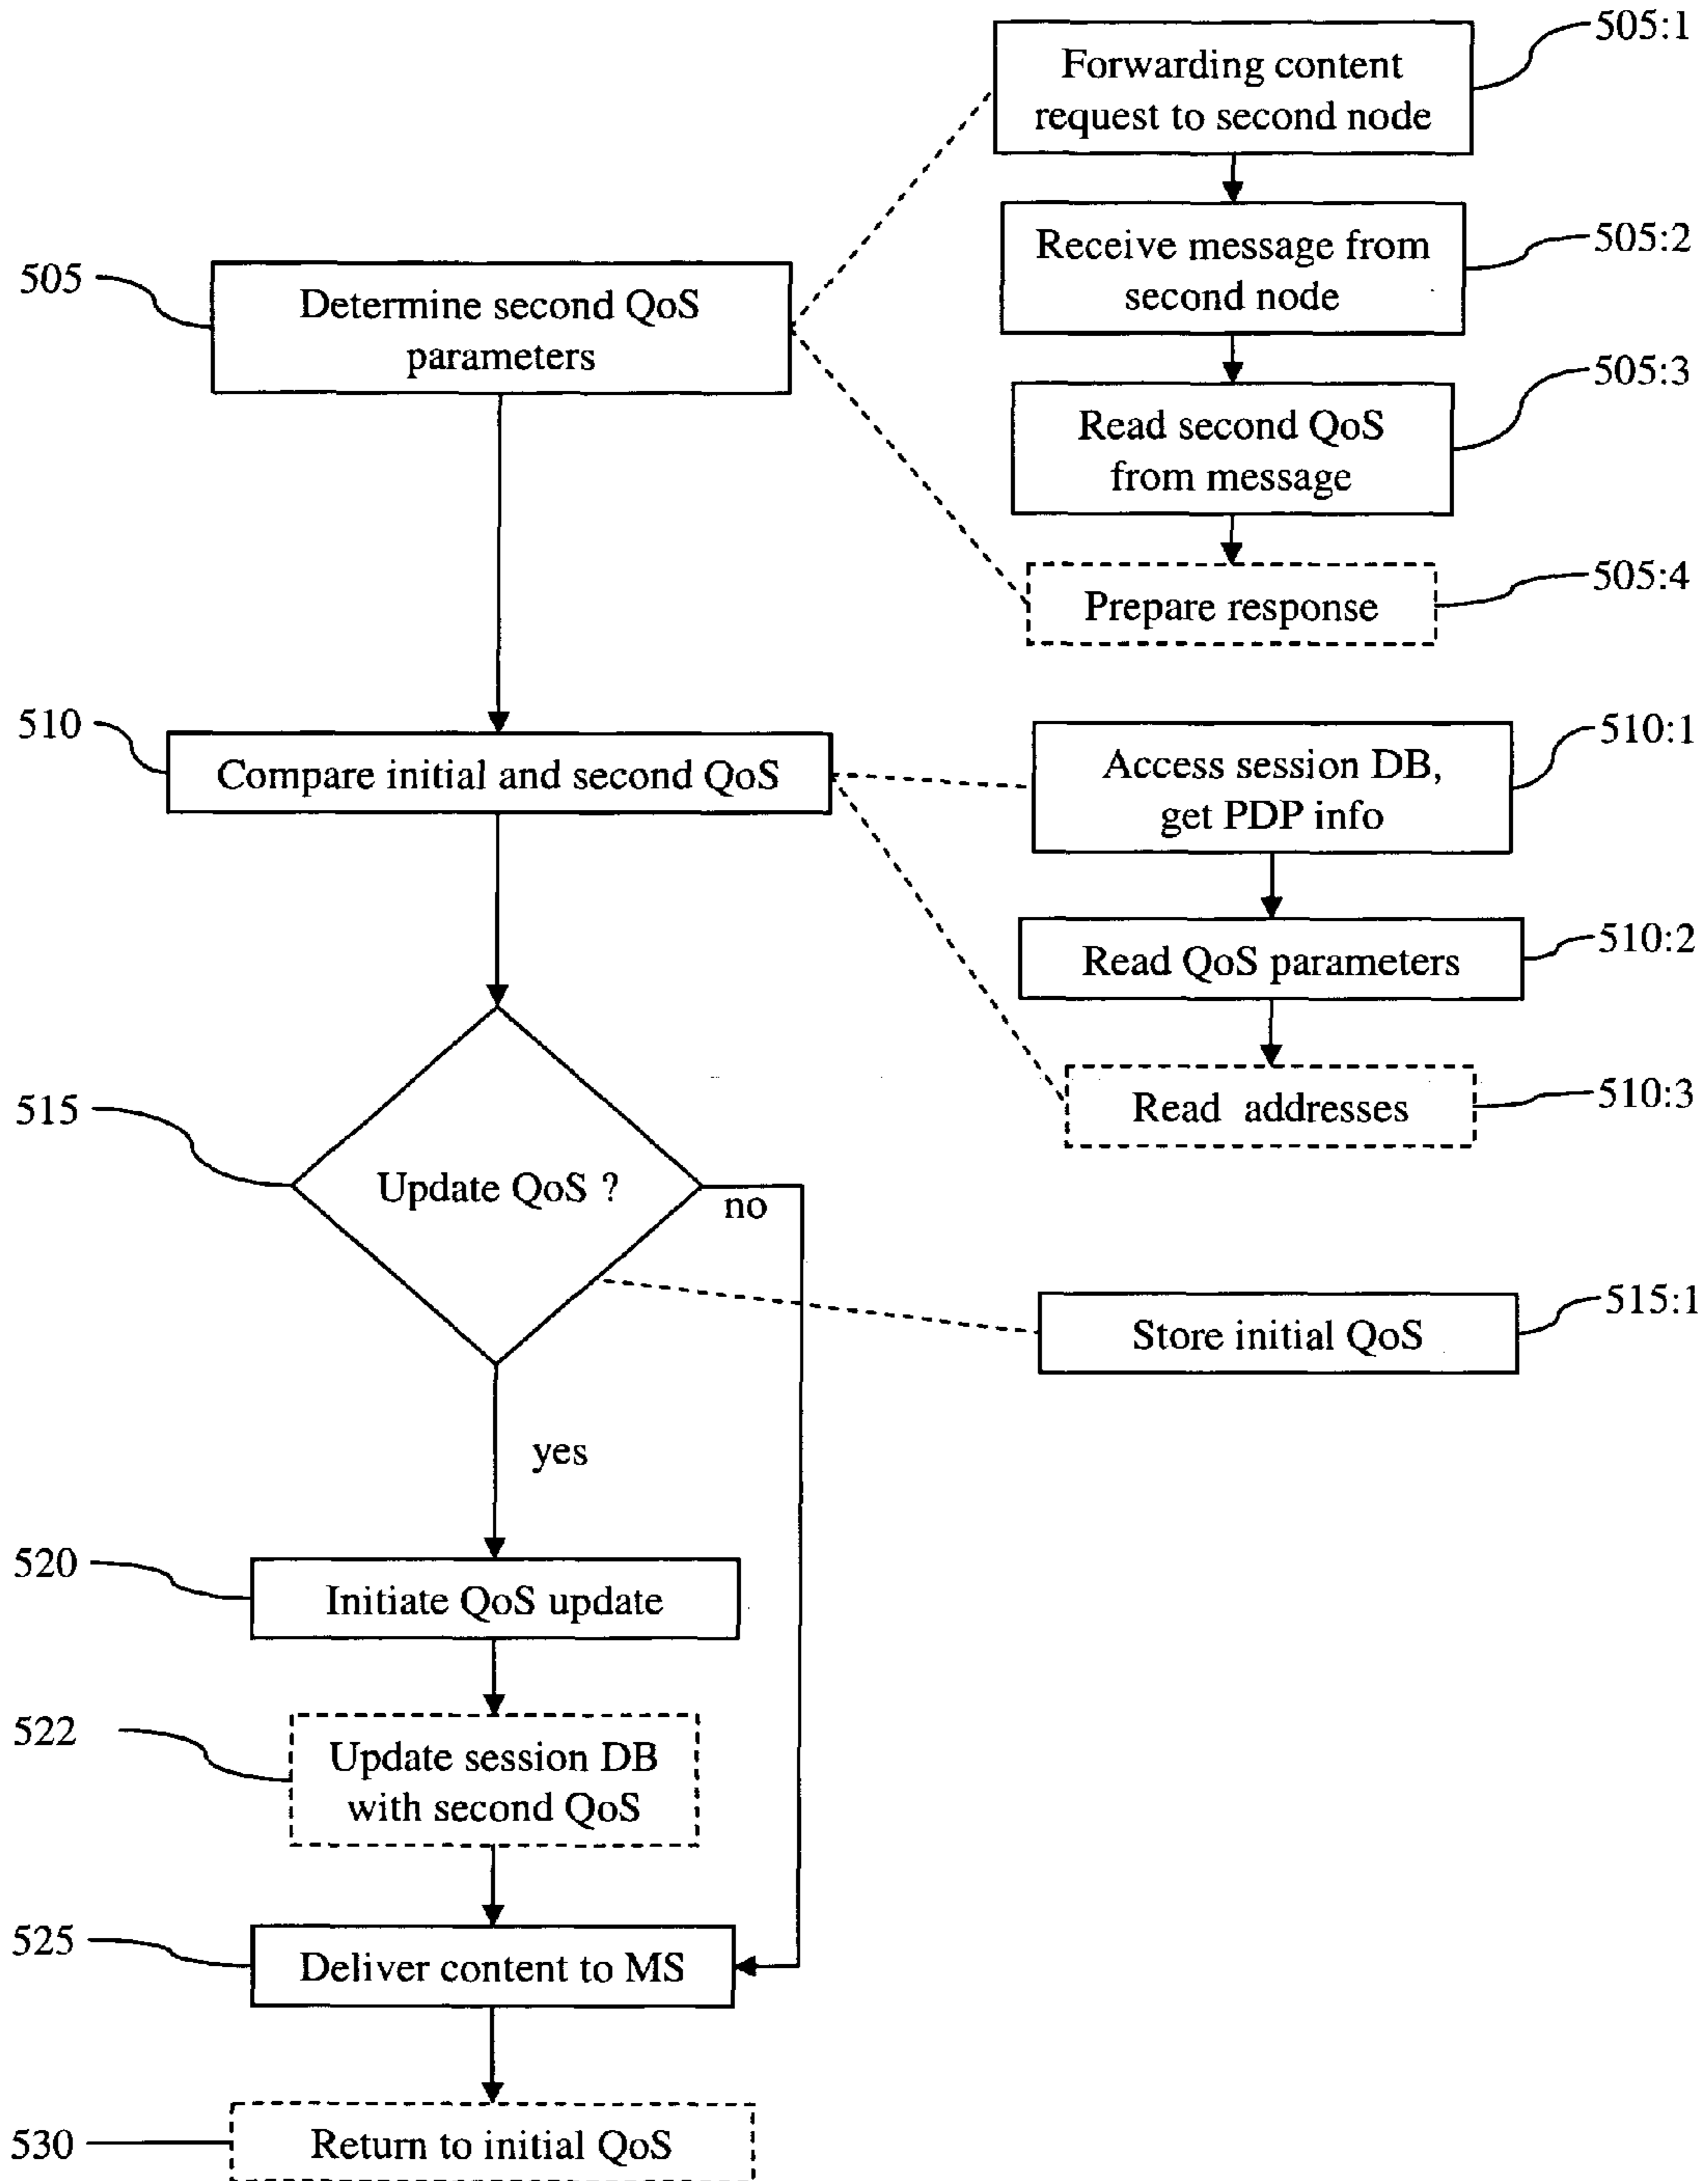 505:1
Forwarding content
request to second node
505:2
Receive message from
second node
505
Determine second QoS
parameters
505:3
Read second QoS
from message
505:4
Prepare response
510
Compare initial and second QoS
510:1
Access session DB,
get PDP info
510:2
Read QoS parameters
510:3
Read addresses
515
Update QoS ?
no
515:1
Store initial QoS
yes
520
Initiate QoS update
522
Update session DB
with second QoS
525
Deliver content to MS
530
Return to initial QoS